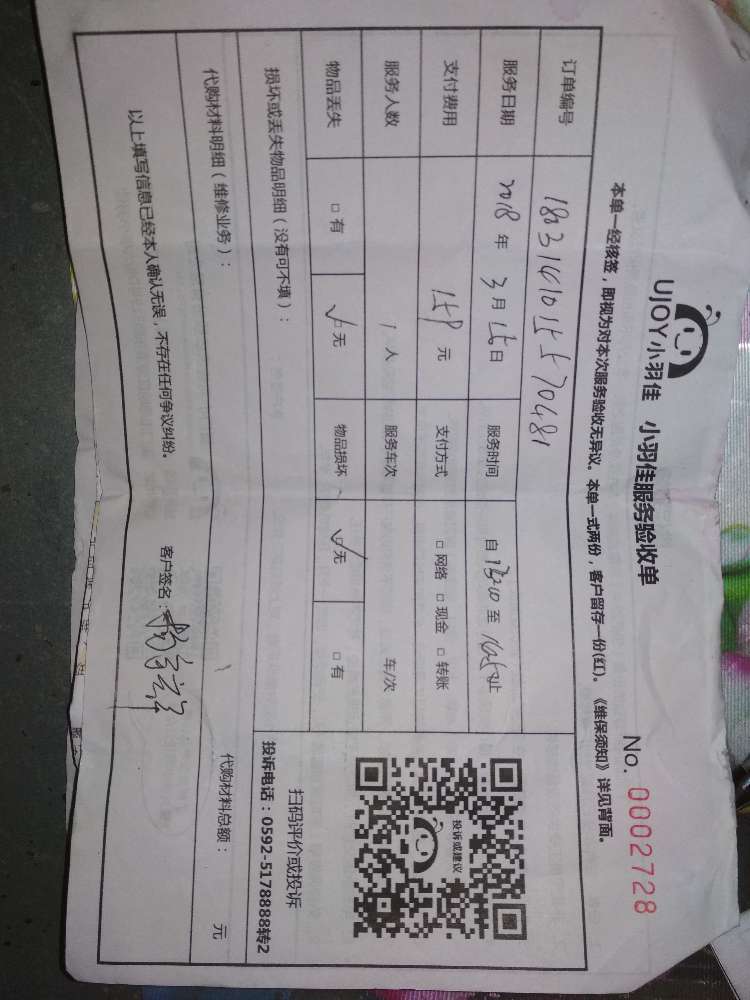 UJOY小羽佳 小羽佳服务验收单
No. 0002728
本单一经核签，即视为对本次服务验收无异议。本单一式两份，客户留存一份(红)。《维保须知》详见背面。
订单编号
服务日期 2018 年 3 月 15 日 服务时间 自 至 止
支付费用 元 支付方式 □ 网络 □ 现金 □ 转账
服务人数 1 人 服务车次 车/次
物品丢失 □ 有 ☑ 无 物品损坏 ☑ 无 □ 有
投诉或建议
扫码评价或投诉
投诉电话：0592-5178888转2
损坏或丢失物品明细（没有可不填）：
代购材料明细（维修业务）： 代购材料总额： 元
以上填写信息已经本人确认无误，不存在任何争议纠纷。 客户签名：